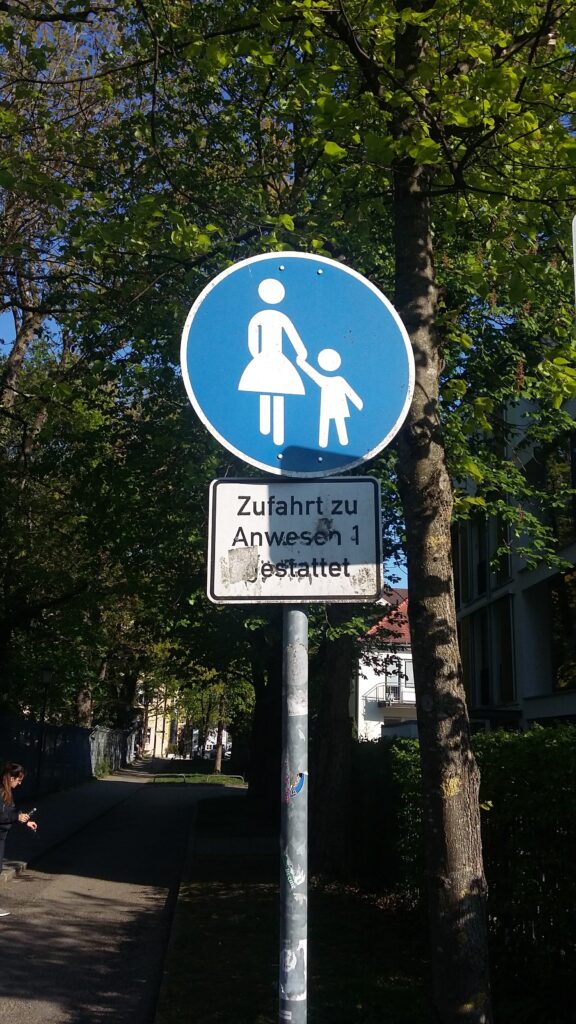 Zufahrt zu
Anwesen 1
gestattet